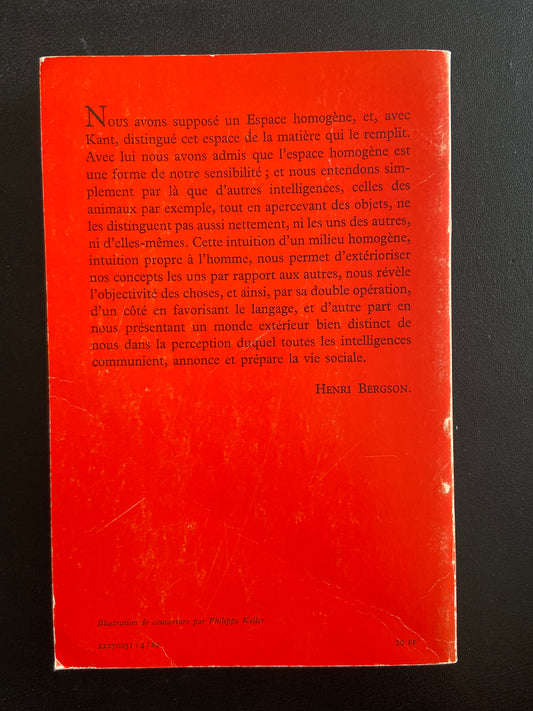 Nous avons supposé un Espace homogène, et, avec
Kant, distingué cet espace de la matière qui le remplit.
Avec lui nous avons admis que l'espace homogène est
une forme de notre sensibilité ; et nous entendons sim-
plement par là que d'autres intelligences, celles des
animaux par exemple, tout en apercevant des objets, ne
les distinguent pas aussi nettement, ni les uns des autres,
ni d'elles-mêmes. Cette intuition d'un milieu homogène,
intuition propre à l'homme, nous permet d'extérioriser
nos concepts les uns par rapport aux autres, nous révèle
l'objectivité des choses, et ainsi, par sa double opération,
d'un côté en favorisant le langage, et d'autre part en
nous présentant un monde extérieur bien distinct de
nous dans la perception duquel toutes les intelligences
communient, annonce et prépare la vie sociale.
HENRI BERGSON.
Illustration de couverture par Philippe Keller
22270031 / 4 / 82
50 FF